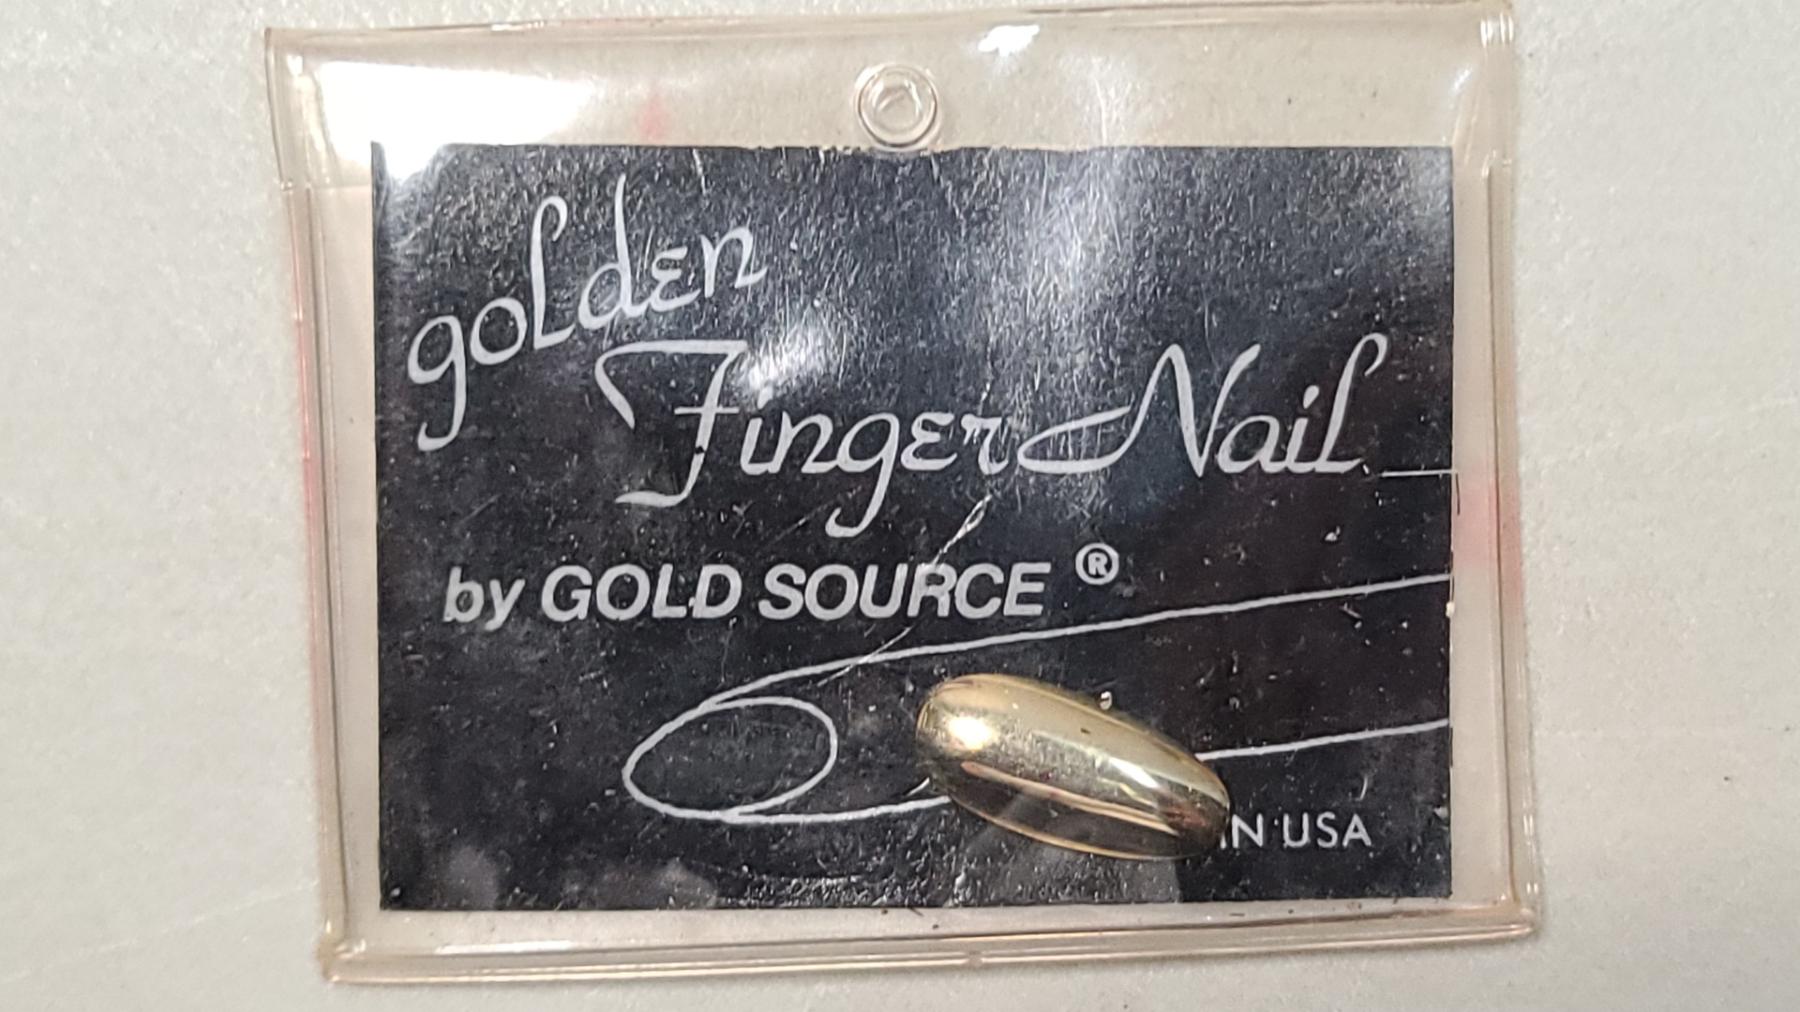 golden
Finger Nail
by GOLD SOURCE ®
IN USA